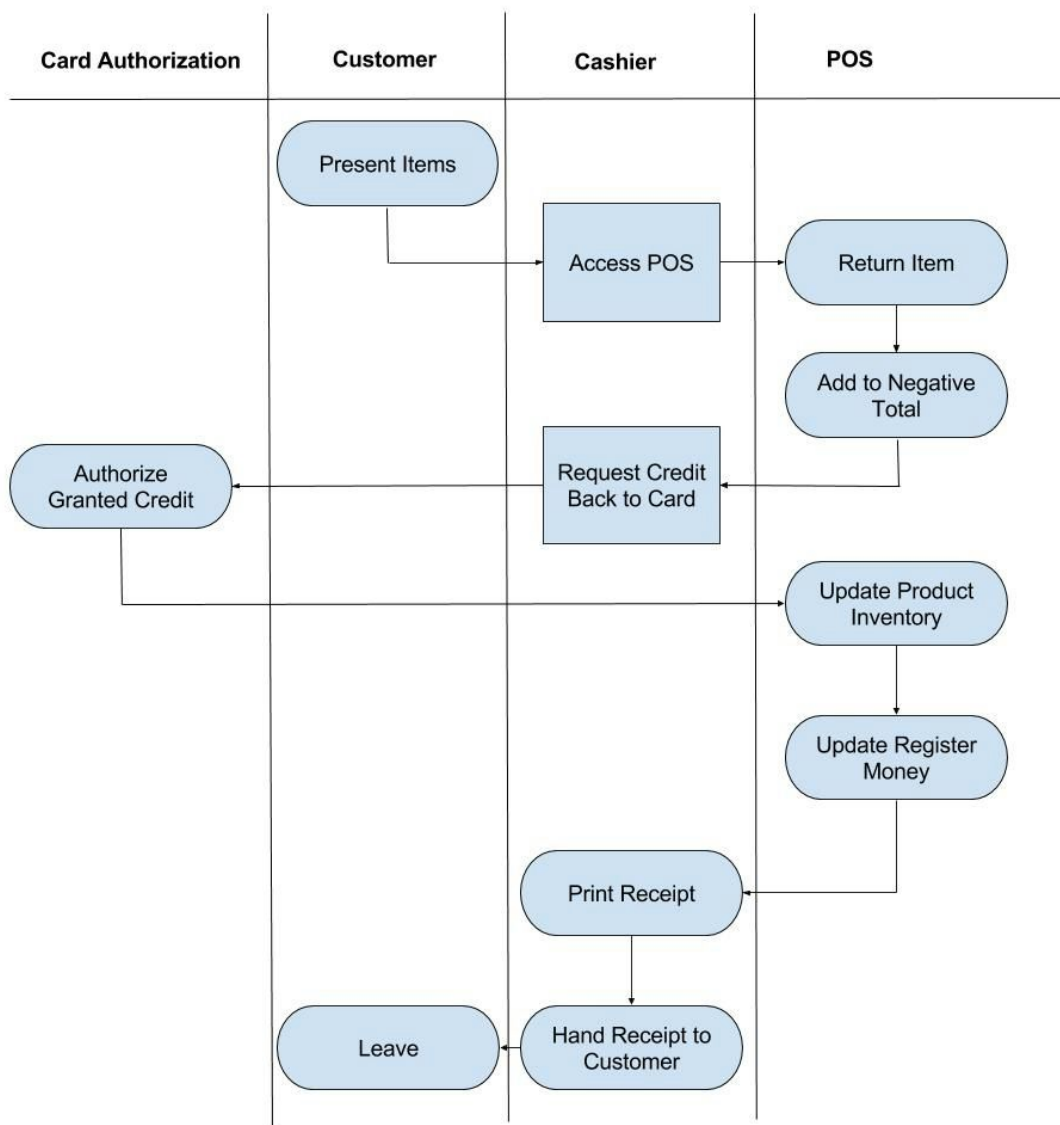 Card Authorization
Customer
Cashier
POS
Present Items
Access POS
Return Item
Add to Negative
Total
Authorize
Granted Credit
Request Credit
Back to Card
Update Product
Inventory
Update Register
Money
Print Receipt
Leave
Hand Receipt to
Customer